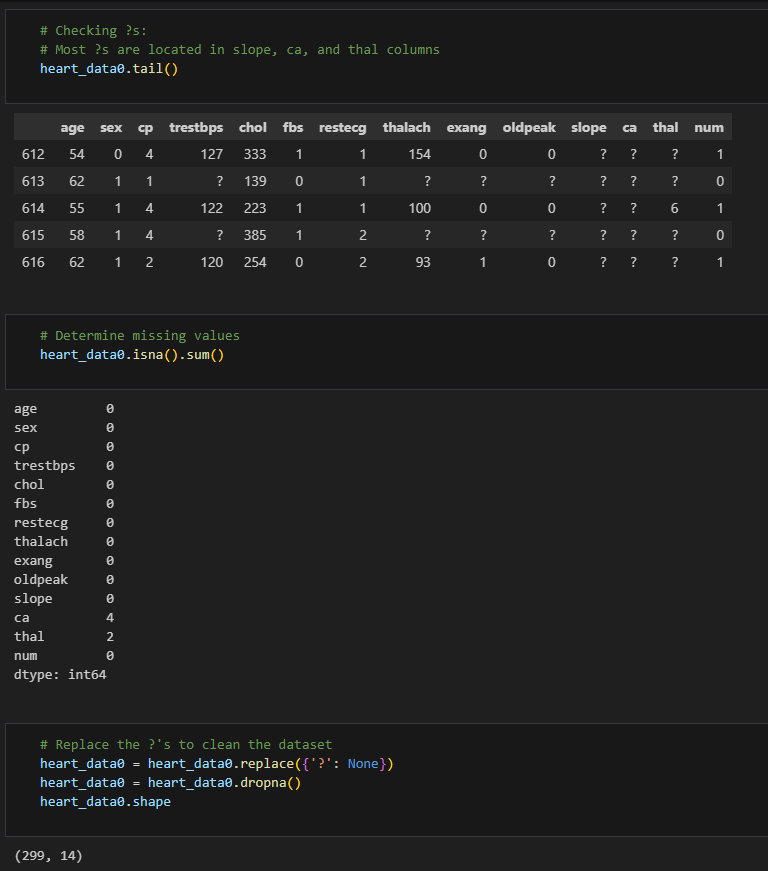 # Checking ?s:
# Most ?s are located in slope, ca, and thal columns
heart_data0.tail()
age sex cp trestbps chol fbs restecg thalach exang oldpeak slope ca thal num
612 54 0 4 127 333 1 1 154 0 0 ? ? ? 1
613 62 1 1 ? 139 0 1 ? ? ? ? ? ? 0
614 55 1 4 122 223 1 1 100 0 0 ? ? 6 1
615 58 1 4 ? 385 1 2 ? ? ? ? ? ? 0
616 62 1 2 120 254 0 2 93 1 0 ? ? ? 1
# Determine missing values
heart_data0.isna().sum()
age 0
sex 0
cp 0
trestbps 0
chol 0
fbs 0
restecg 0
thalach 0
exang 0
oldpeak 0
slope 0
ca 4
thal 2
num 0
dtype: int64
# Replace the ?'s to clean the dataset
heart_data0 = heart_data0.replace({'?': None})
heart_data0 = heart_data0.dropna()
heart_data0.shape
(299, 14)